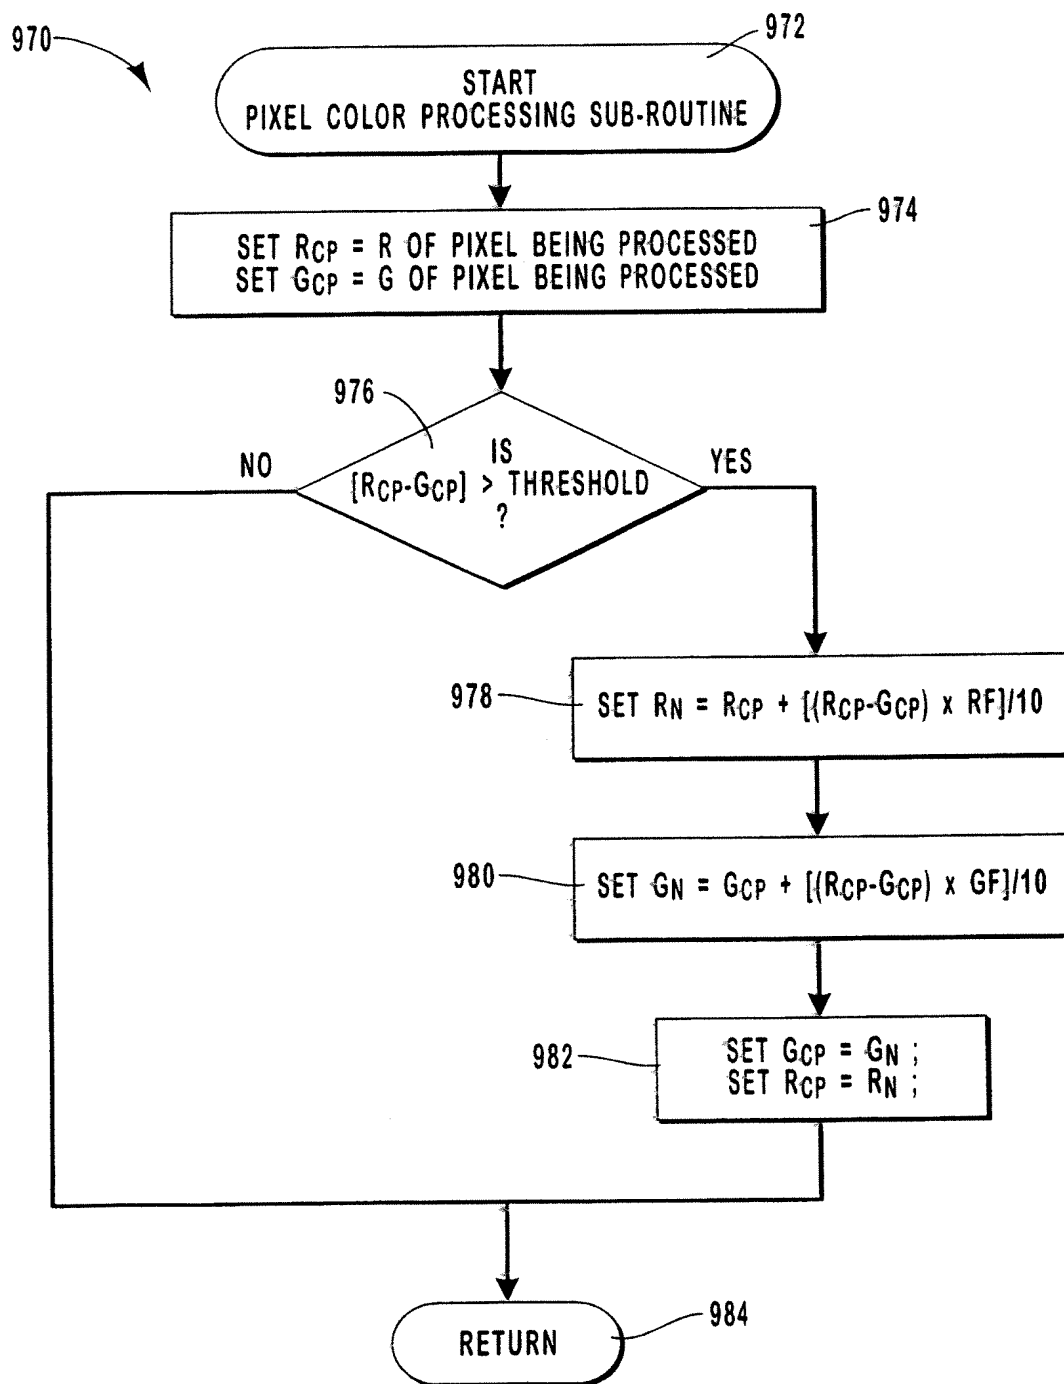 970
972
START
PIXEL COLOR PROCESSING SUB-ROUTINE
974
SET RCP = R OF PIXEL BEING PROCESSED
SET GCP = G OF PIXEL BEING PROCESSED
976
IS
[RCP-GCP] > THRESHOLD
?
NO
YES
978
SET RN = RCP + [(RCP-GCP) x RF]/10
980
SET GN = GCP + [(RCP-GCP) x GF]/10
982
SET GCP = GN ;
SET RCP = RN ;
RETURN
984